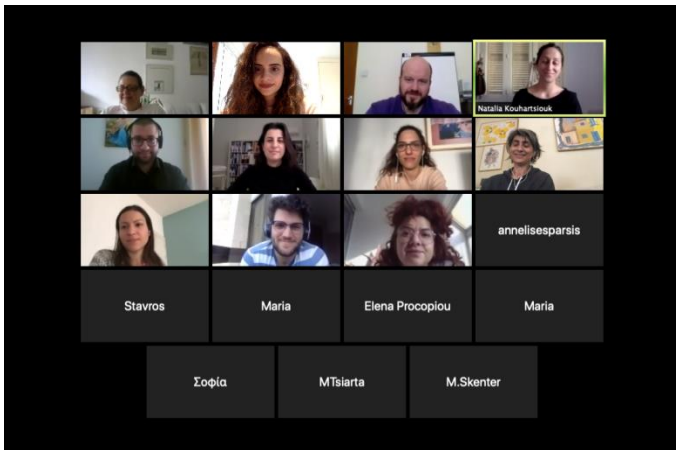 Natalia Kouhartsiouk
annelisesparsis
Stavros
Maria
Elena Procopiou
Maria
Σοφία
MTsiarta
M.Skenter